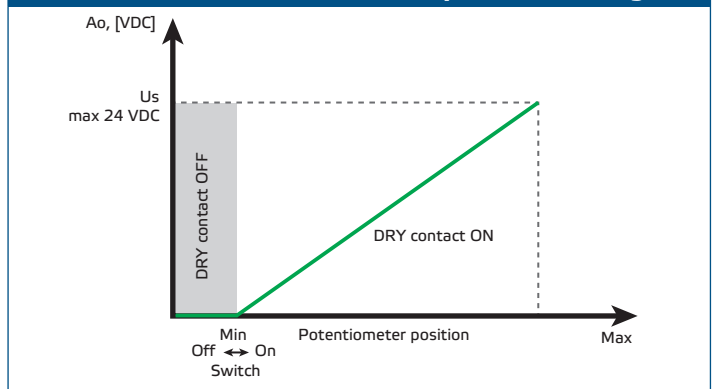 Ao, [VDC]
Us
max 24 VDC
DRY contact OFF
DRY contact ON
Min
Potentiometer position
Max
Off ↔ On
Switch